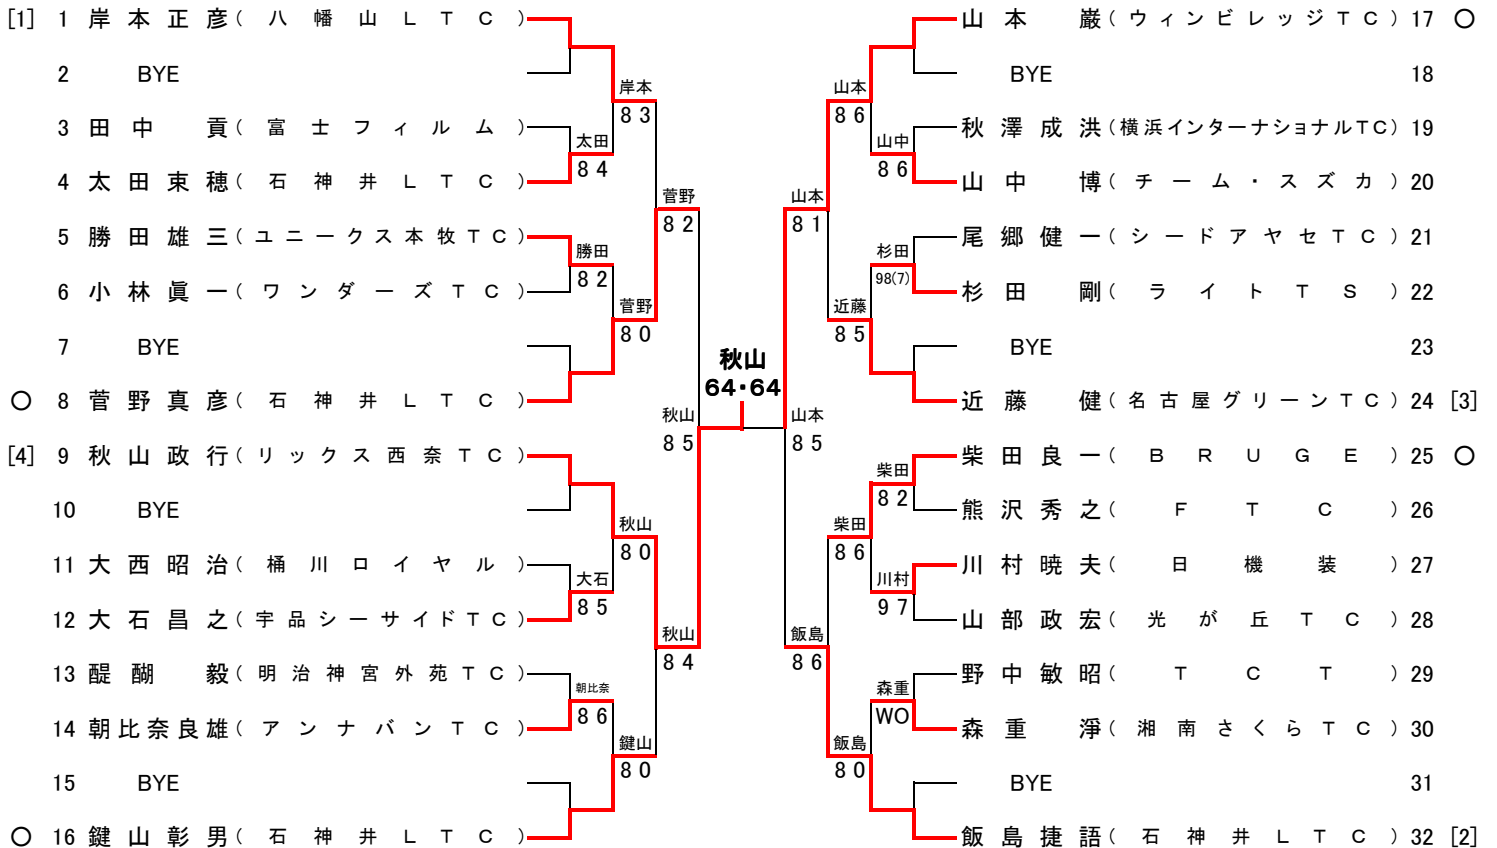 [1] 1 岸本正彦(八幡山LTC)
2 BYE
岸本
83
3 田中 貢(富士フィルム)
太田
84
4 太田束穂(石神井LTC)
菅野
82
5 勝田雄三(ユニークス本牧TC)
勝田
82
6 小林眞一(ワンダーズTC)
菅野
80
7 BYE
○ 8 菅野真彦(石神井LTC)
秋山
85
[4] 9 秋山政行(リックス西奈TC)
10 BYE
秋山
80
11 大西昭治(桶川ロイヤル)
大石
85
12 大石昌之(宇品シーサイドTC)
秋山
84
13 醍醐 毅(明治神宮外苑TC)
朝比奈
86
14 朝比奈良雄(アンナバンTC)
鍵山
80
15 BYE
○ 16 鍵山彰男(石神井LTC)
秋山
64・64
山本 巌(ウィンビレッジTC) 17 ○
BYE 18
山本
86
秋澤成洪(横浜インターナショナルTC) 19
山中
86
山中 博(チーム・スズカ) 20
山本
81
尾郷健一(シードアヤセTC) 21
杉田
98(7)
杉田 剛(ライトTS) 22
近藤
85
BYE 23
近藤 健(名古屋グリーンTC) 24 [3]
山本
85
柴田良一(BRUGE) 25 ○
柴田
82
熊沢秀之(FTC) 26
柴田
86
川村暁夫(日機装) 27
川村
97
山部政宏(光が丘TC) 28
飯島
86
野中敏昭(TCT) 29
森重
WO
森重 淨(湘南さくらTC) 30
飯島
80
BYE 31
飯島捷語(石神井LTC) 32 [2]